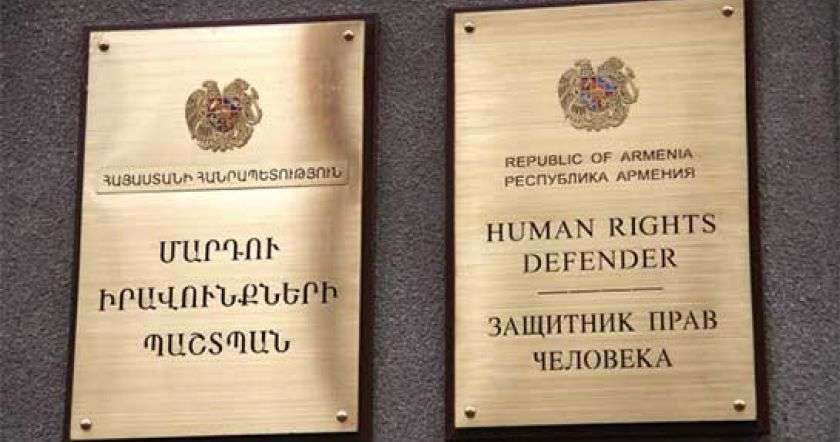 ՀԱՅԱՍՏԱՆԻ ՀԱՆՐԱՊԵՏՈՒԹՅՈՒՆ
ՄԱՐԴՈՒ
ԻՐԱՎՈՒՆՔՆԵՐԻ
ՊԱՇՏՊԱՆ
REPUBLIC OF ARMENIA
РЕСПУБЛИКА АРМЕНИЯ
HUMAN RIGHTS
DEFENDER
ЗАЩИТНИК ПРАВ
ЧЕЛОВЕКА